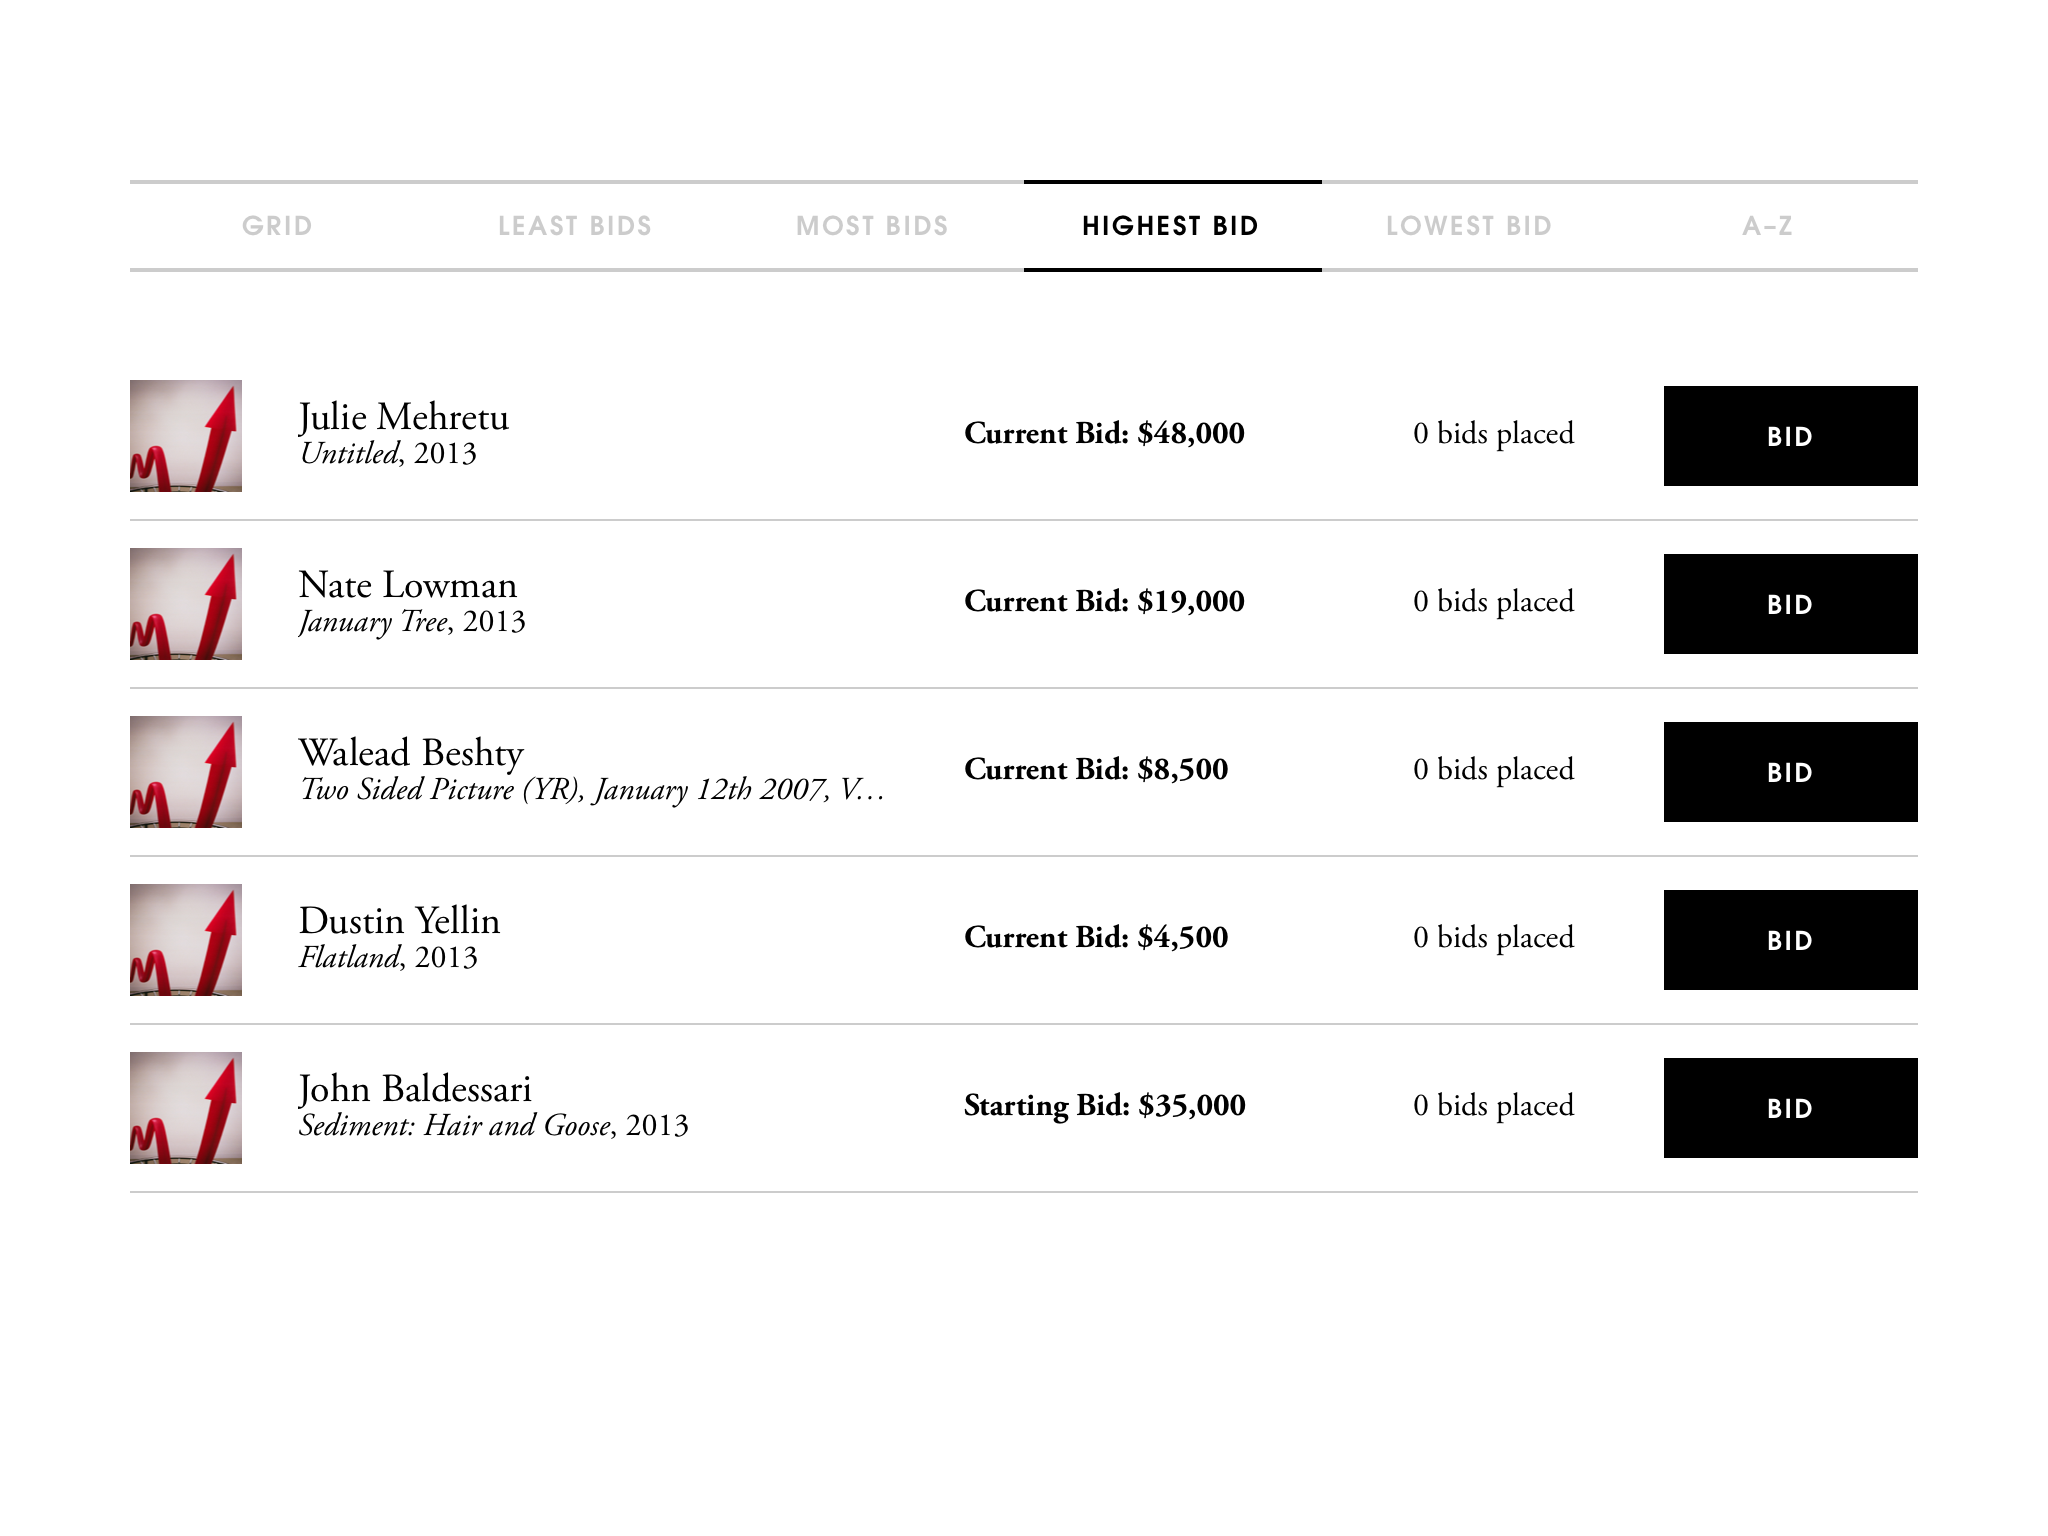 GRID LEAST BIDS MOST BIDS HIGHEST BID LOWEST BID A–Z
Julie Mehretu
Untitled, 2013
Current Bid: $48,000
0 bids placed
BID
Nate Lowman
January Tree, 2013
Current Bid: $19,000
0 bids placed
BID
Walead Beshty
Two Sided Picture (YR), January 12th 2007, V…
Current Bid: $8,500
0 bids placed
BID
Dustin Yellin
Flatland, 2013
Current Bid: $4,500
0 bids placed
BID
John Baldessari
Sediment: Hair and Goose, 2013
Starting Bid: $35,000
0 bids placed
BID